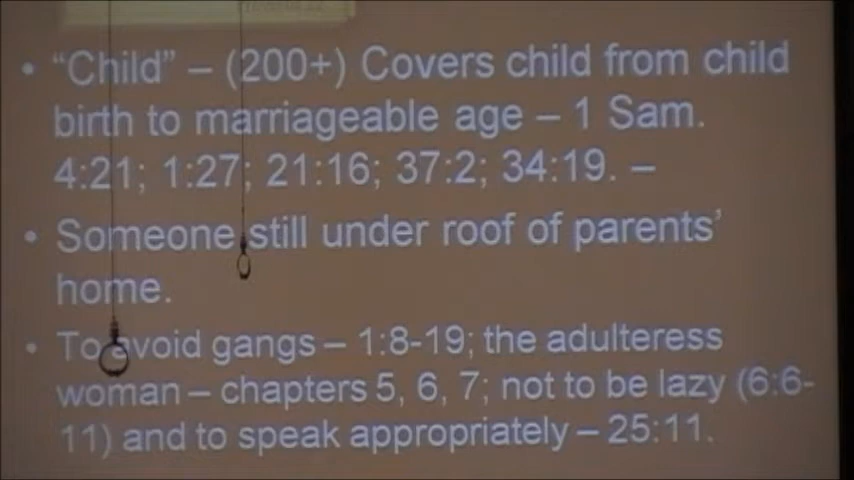 • “Child” – (200+) Covers child from child
birth to marriageable age – 1 Sam.
4:21; 1:27; 21:16; 37:2; 34:19. –
• Someone still under roof of parents’
home.
• To avoid gangs – 1:8-19; the adulteress
woman – chapters 5, 6, 7; not to be lazy (6:6-
11) and to speak appropriately – 25:11.